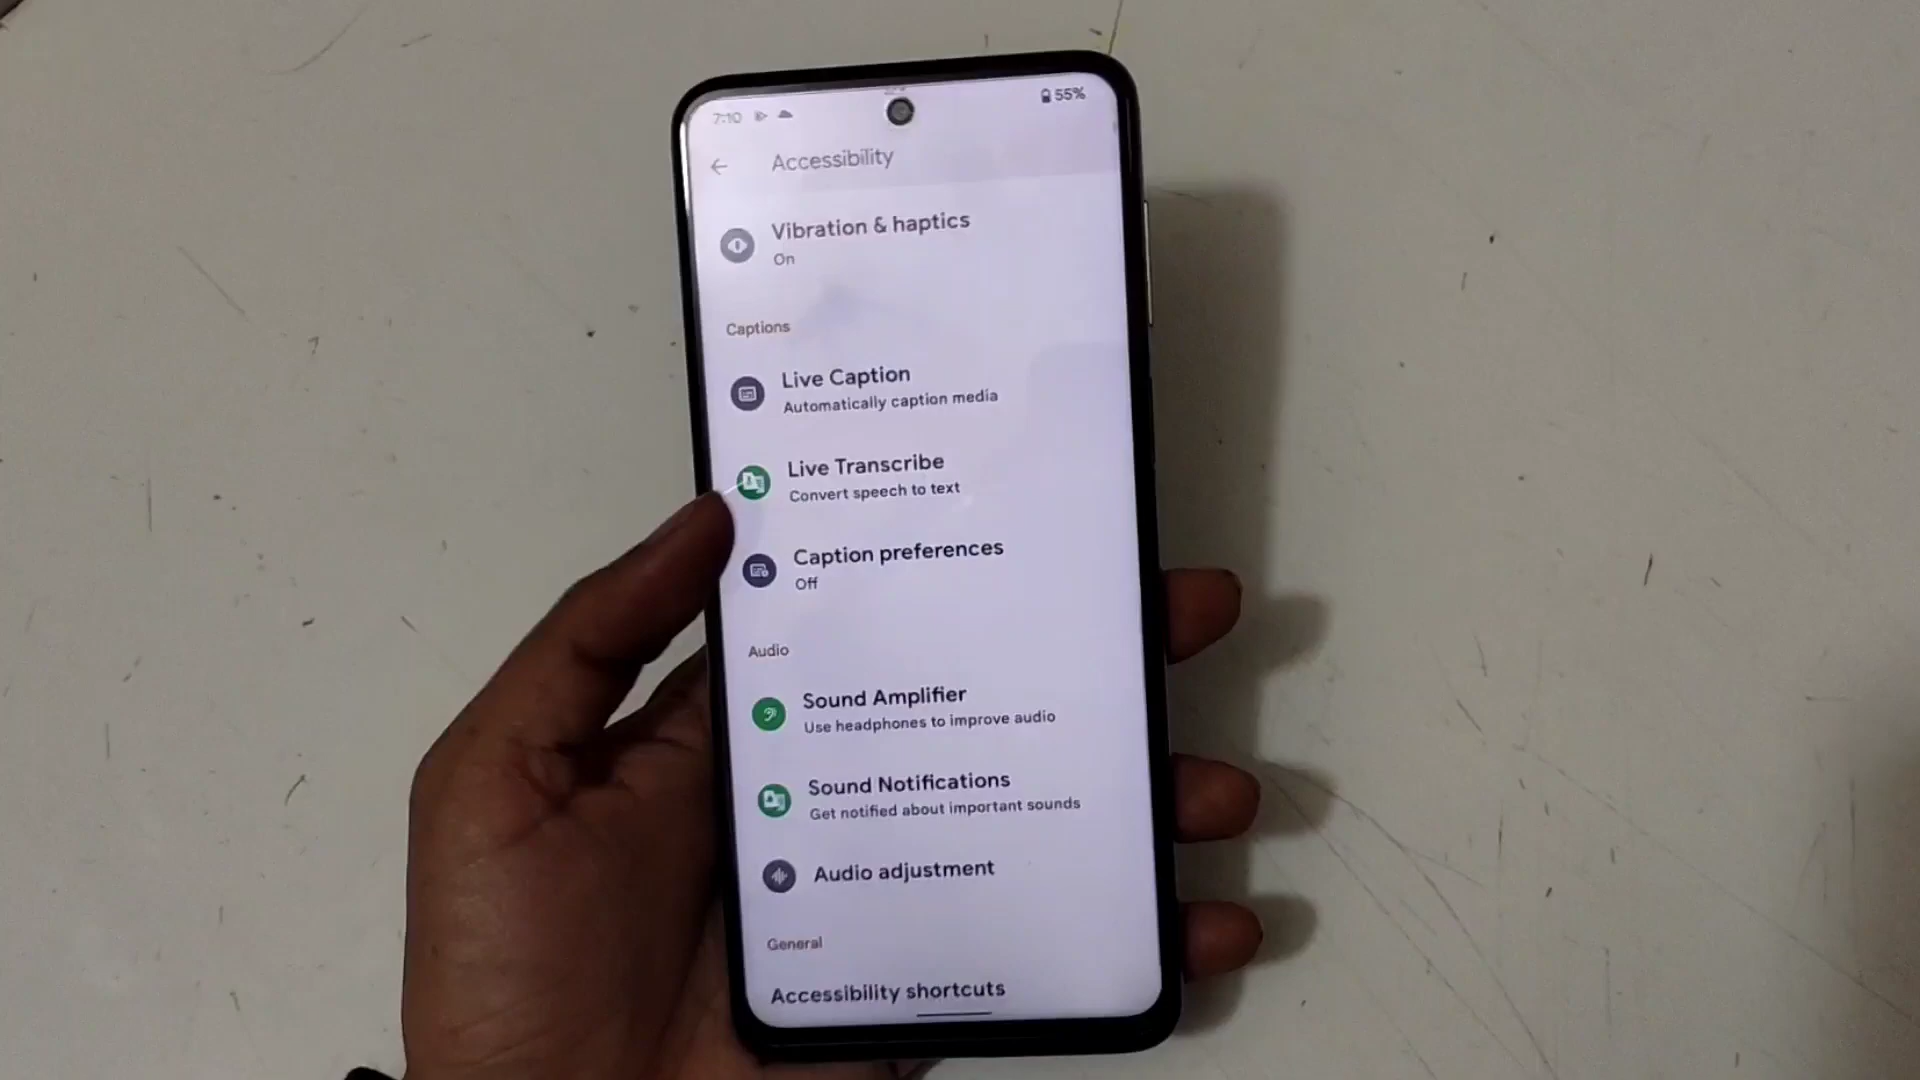 7:10
55%
Accessibility
Vibration & haptics
On
Captions
Live Caption
Automatically caption media
Live Transcribe
Convert speech to text
Caption preferences
Off
Audio
Sound Amplifier
Use headphones to improve audio
Sound Notifications
Get notified about important sounds
Audio adjustment
General
Accessibility shortcuts